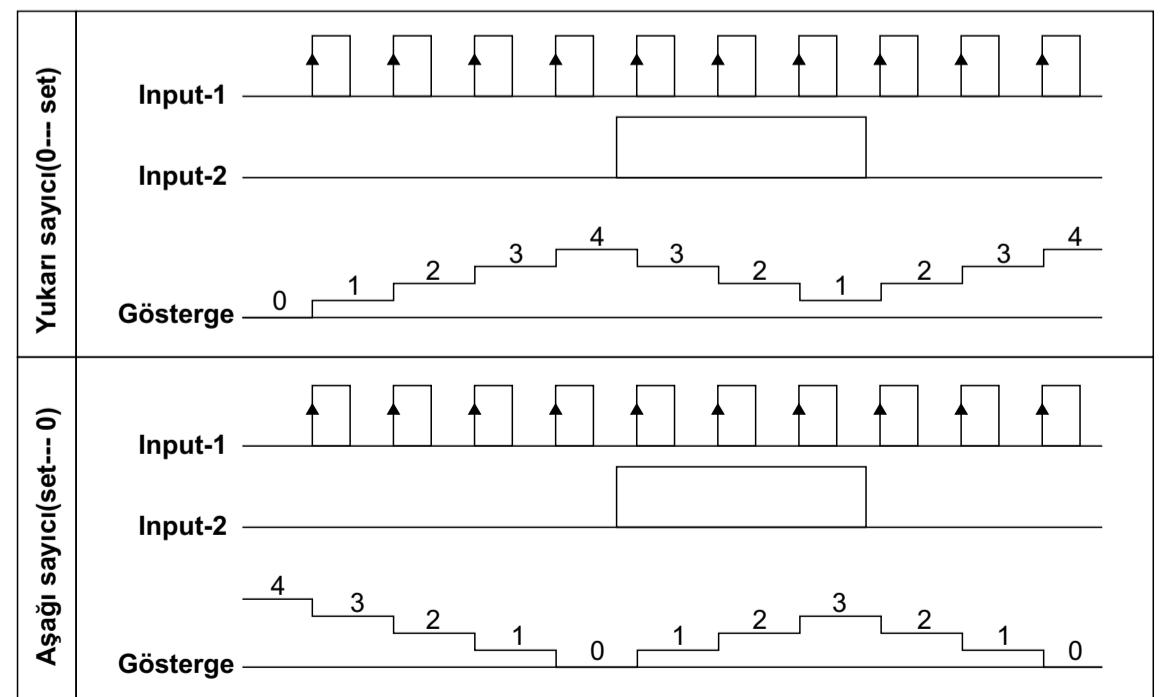 Yukarı sayıcı(0--- set)
Input-1
Input-2
0 1 2 3 4 3 2 1 2 3 4
Gösterge
Aşağı sayıcı(set--- 0)
Input-1
Input-2
4 3 2 1 0 1 2 3 2 1 0
Gösterge